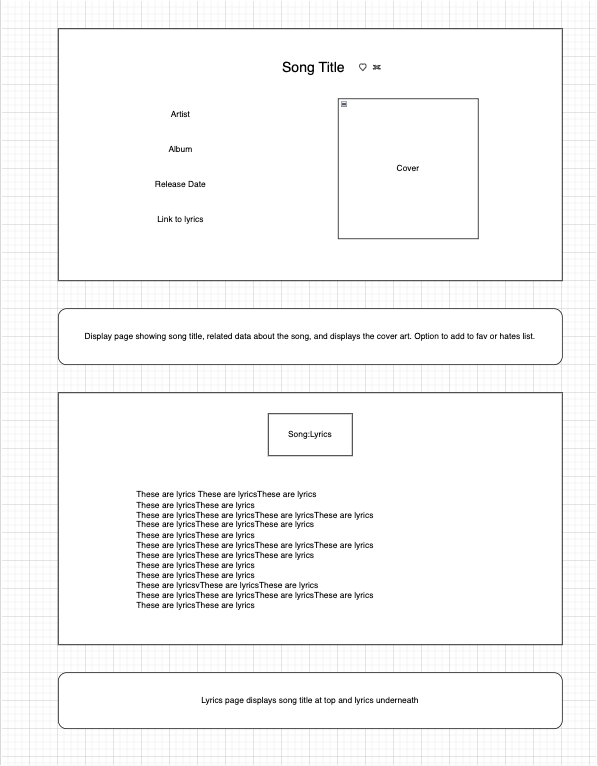 Song Title
Artist
Album
Release Date
Link to lyrics
Cover
Display page showing song title, related data about the song, and displays the cover art. Option to add to fav or hates list.
Song:Lyrics
These are lyrics These are lyricsThese are lyrics
These are lyricsThese are lyrics
These are lyricsThese are lyricsThese are lyricsThese are lyrics
These are lyricsThese are lyricsThese are lyrics
These are lyricsThese are lyrics
These are lyricsThese are lyricsThese are lyricsThese are lyrics
These are lyricsThese are lyricsThese are lyrics
These are lyricsThese are lyrics
These are lyricsThese are lyrics
These are lyricsvThese are lyricsThese are lyrics
These are lyricsThese are lyricsThese are lyricsThese are lyrics
These are lyricsThese are lyrics
Lyrics page displays song title at top and lyrics underneath